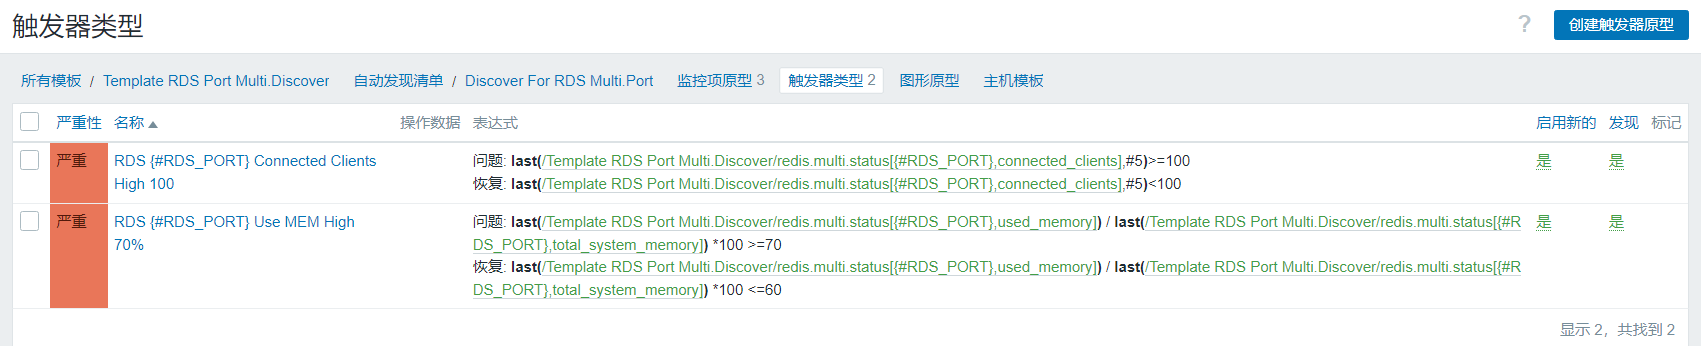 触发器类型
?
创建触发器原型
所有模板 / Template RDS Port Multi.Discover 自动发现清单 / Discover For RDS Multi.Port 监控项原型 3 触发器类型 2 图形原型 主机模板
严重性 名称 操作数据 表达式 启用新的 发现 标记
严重 RDS {#RDS_PORT} Connected Clients 问题: last(/Template RDS Port Multi.Discover/redis.multi.status[{#RDS_PORT},connected_clients],#5)>=100 是 是
High 100 恢复: last(/Template RDS Port Multi.Discover/redis.multi.status[{#RDS_PORT},connected_clients],#5)<100
严重 RDS {#RDS_PORT} Use MEM High 问题: last(/Template RDS Port Multi.Discover/redis.multi.status[{#RDS_PORT},used_memory]) / last(/Template RDS Port Multi.Discover/redis.multi.status[{#R 是 是
70% DS_PORT},total_system_memory]) *100 >=70
恢复: last(/Template RDS Port Multi.Discover/redis.multi.status[{#RDS_PORT},used_memory]) / last(/Template RDS Port Multi.Discover/redis.multi.status[{#R
DS_PORT},total_system_memory]) *100 <=60
显示 2，共找到 2